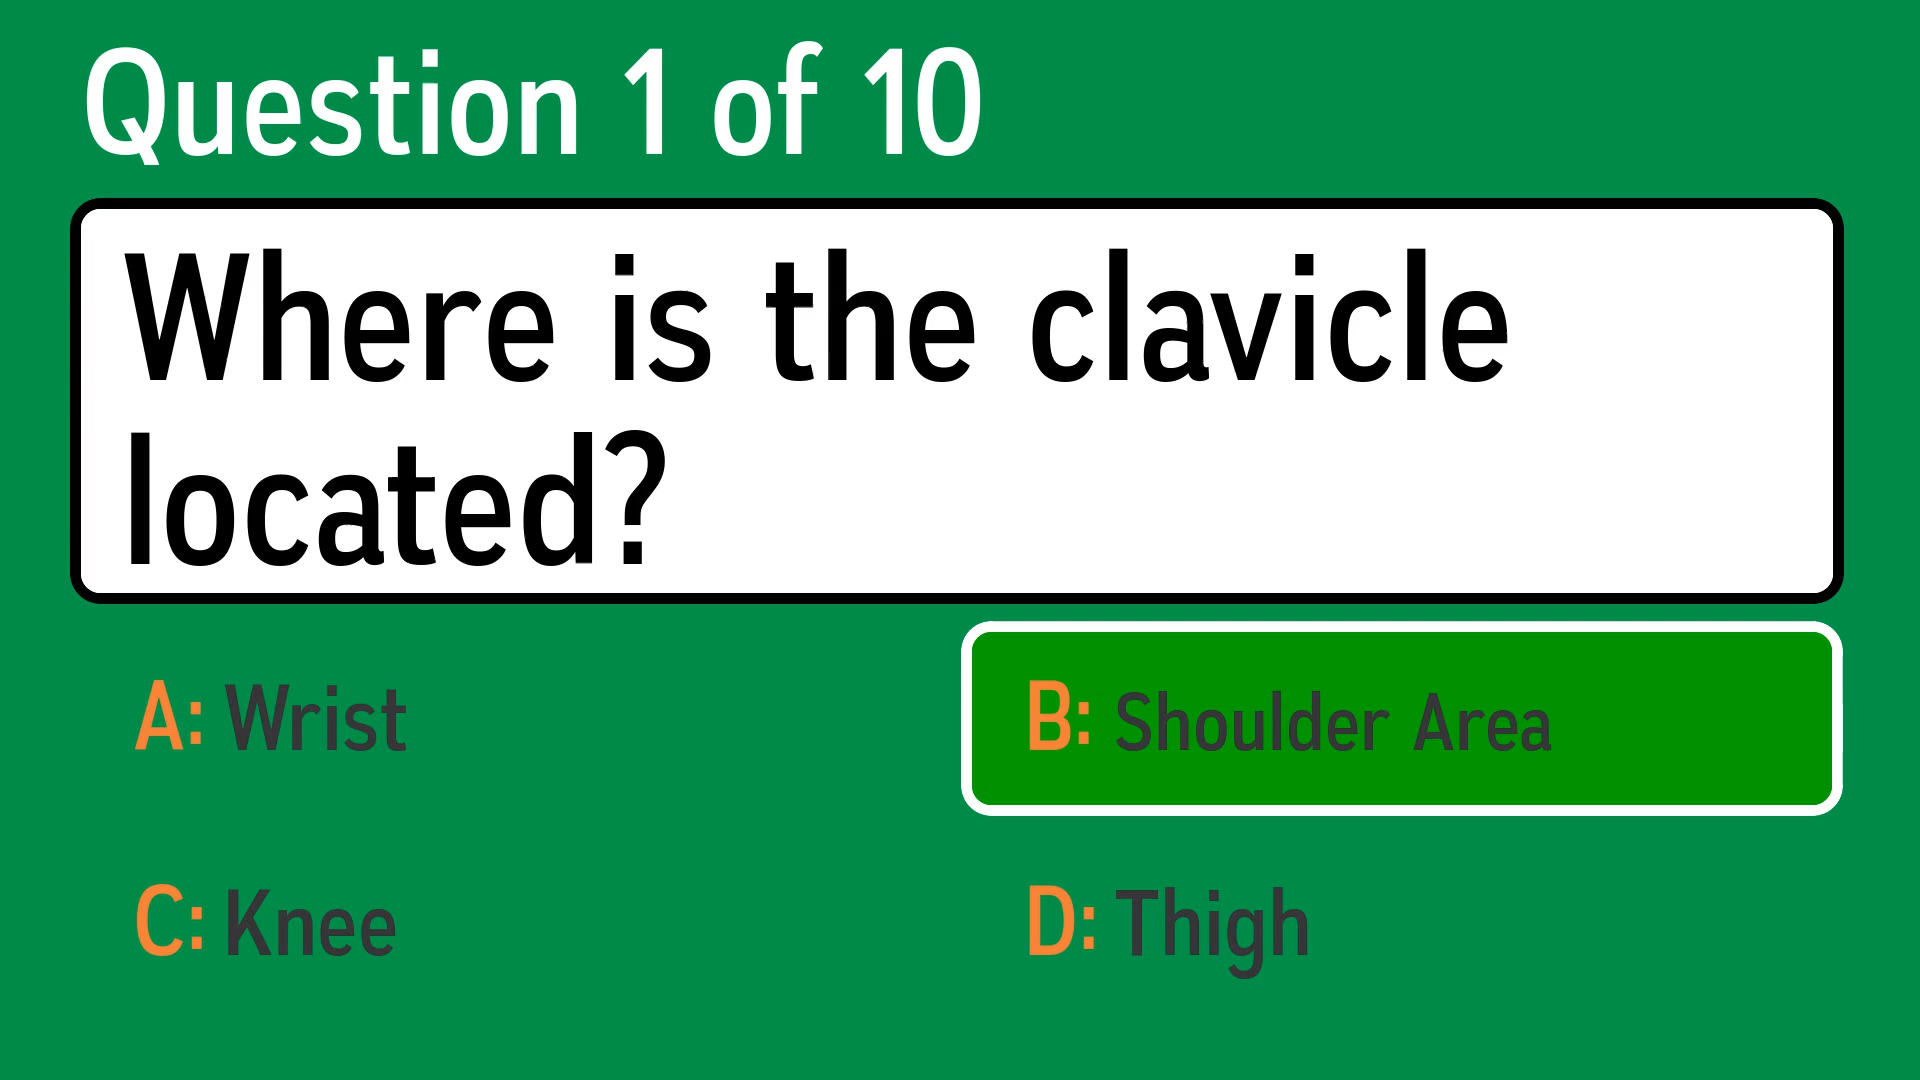 Question 1 of 10
Where is the clavicle
located?
A: Wrist
B: Shoulder Area
C: Knee
D: Thigh